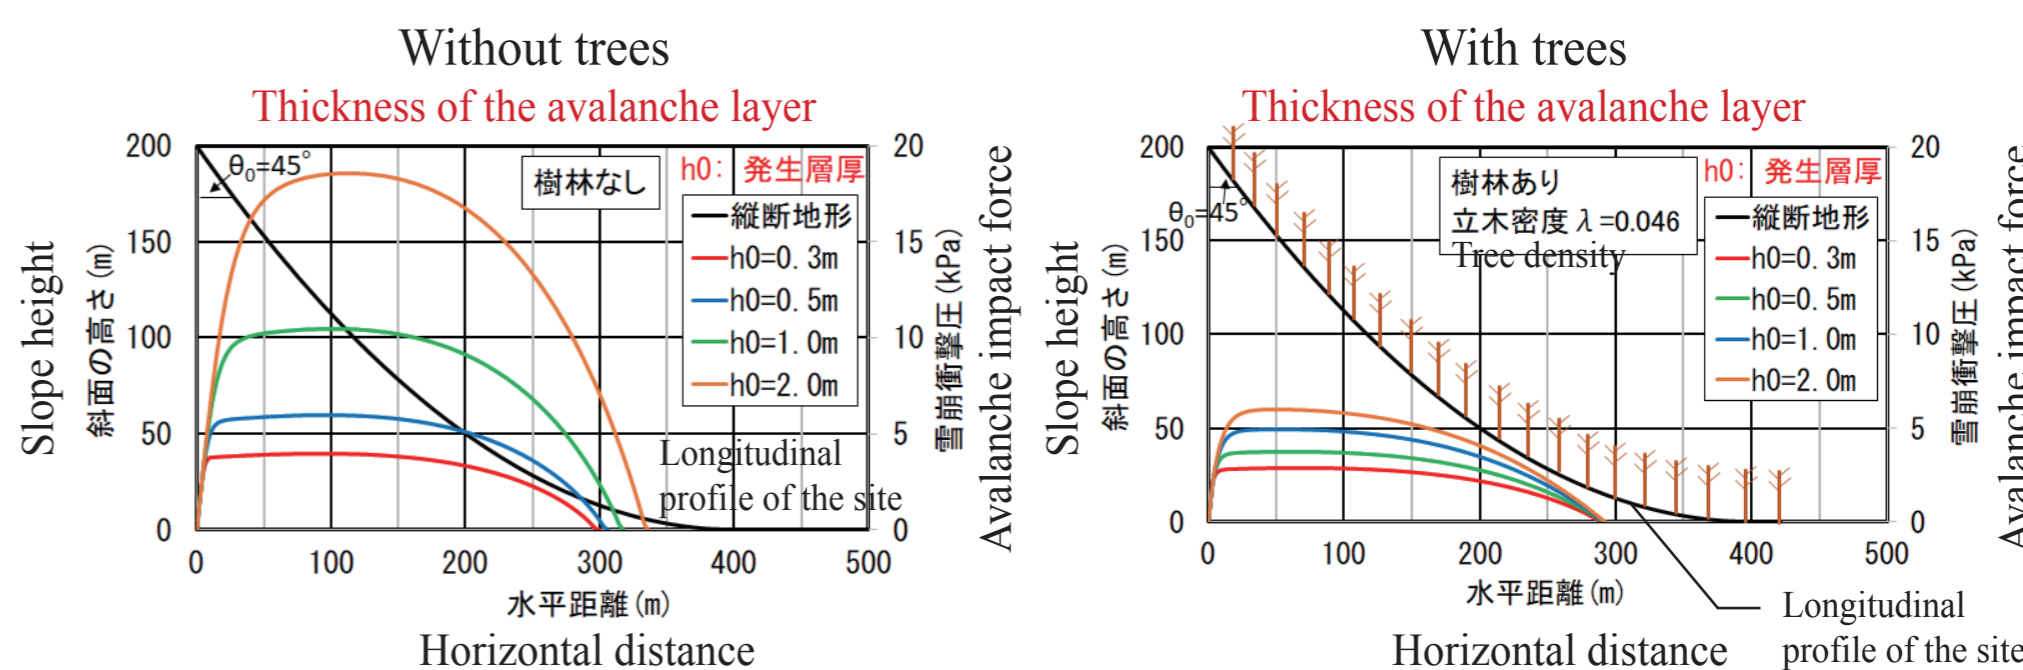 Without trees
Thickness of the avalanche layer
200
150
100
50
0
θ₀=45°
樹林なし
h0: 発生層厚
縦断地形
h0=0.3m
h0=0.5m
h0=1.0m
h0=2.0m
20
15
10
5
0
Slope height
斜面の高さ(m)
雪崩衝撃圧(kPa)
Avalanche impact force
Longitudinal
profile of the site
0 100 200 300 400 500
水平距離(m)
Horizontal distance
With trees
Thickness of the avalanche layer
200
150
100
50
0
θ₀=45°
樹林あり
立木密度 λ=0.046
Tree density
h0: 発生層厚
縦断地形
h0=0.3m
h0=0.5m
h0=1.0m
h0=2.0m
20
15
10
5
0
Slope height
斜面の高さ(m)
雪崩衝撃圧(kPa)
Avalanche impact force
0 100 200 300 400 500
水平距離(m)
Horizontal distance
Longitudinal
profile of the site